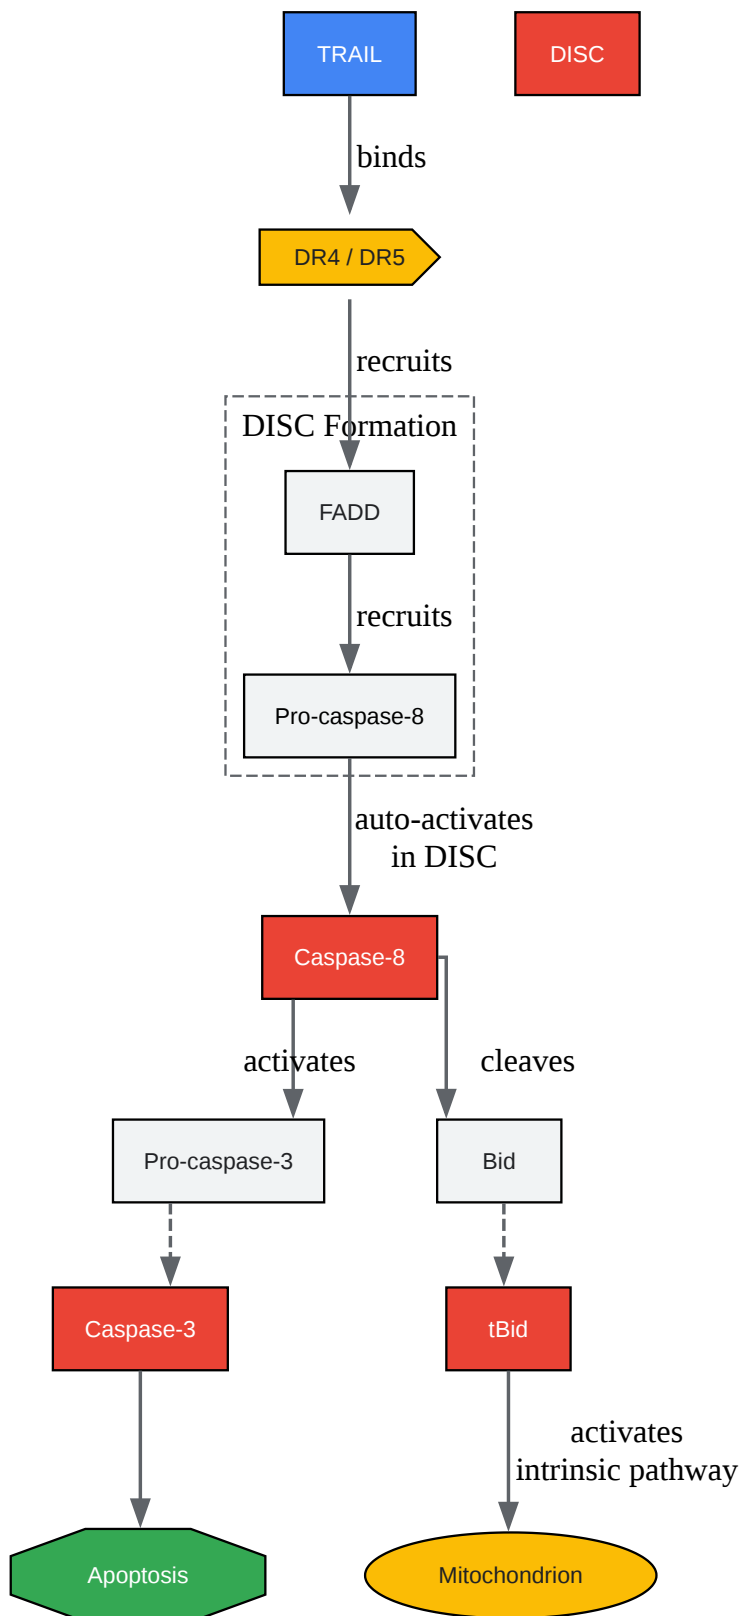 TRAIL
DISC
binds
DR4 / DR5
recruits
DISC Formation
FADD
recruits
Pro-caspase-8
auto-activates
in DISC
Caspase-8
activates
cleaves
Pro-caspase-3
Bid
Caspase-3
tBid
activates
intrinsic pathway
Apoptosis
Mitochondrion